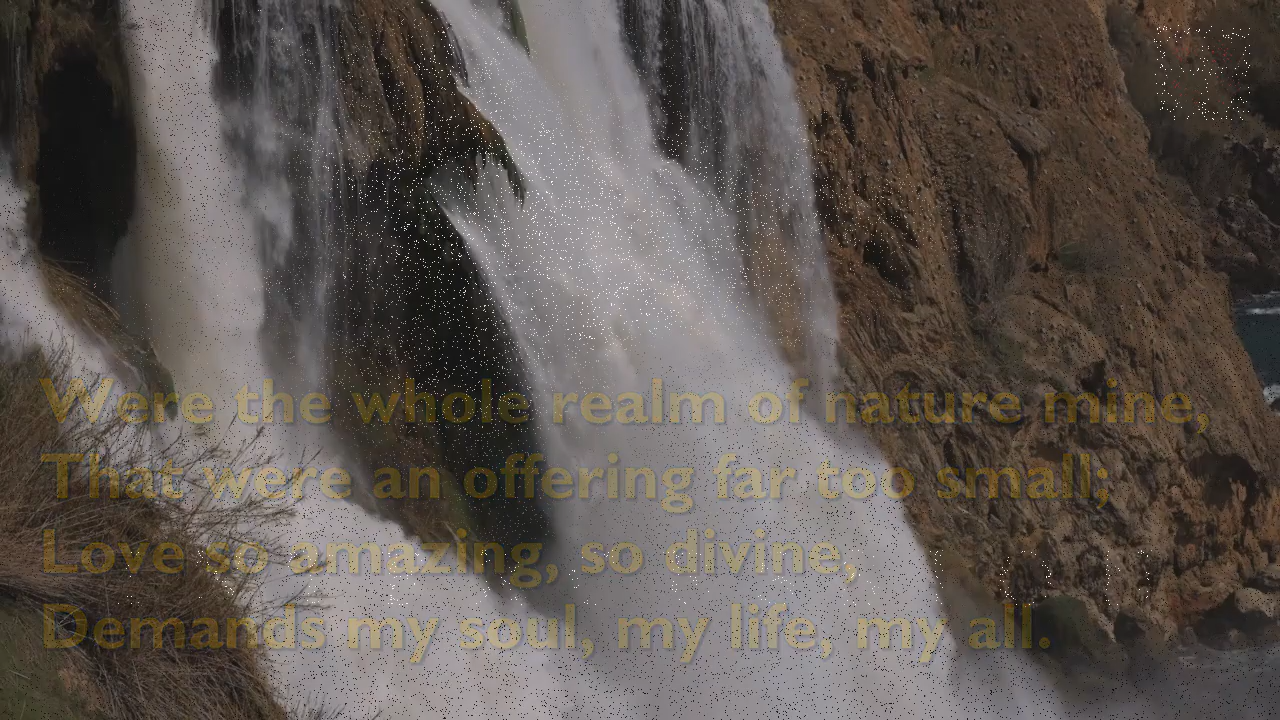 Were the whole realm of nature mine,
That were an offering far too small;
Love so amazing, so divine,
Demands my soul, my life, my all.